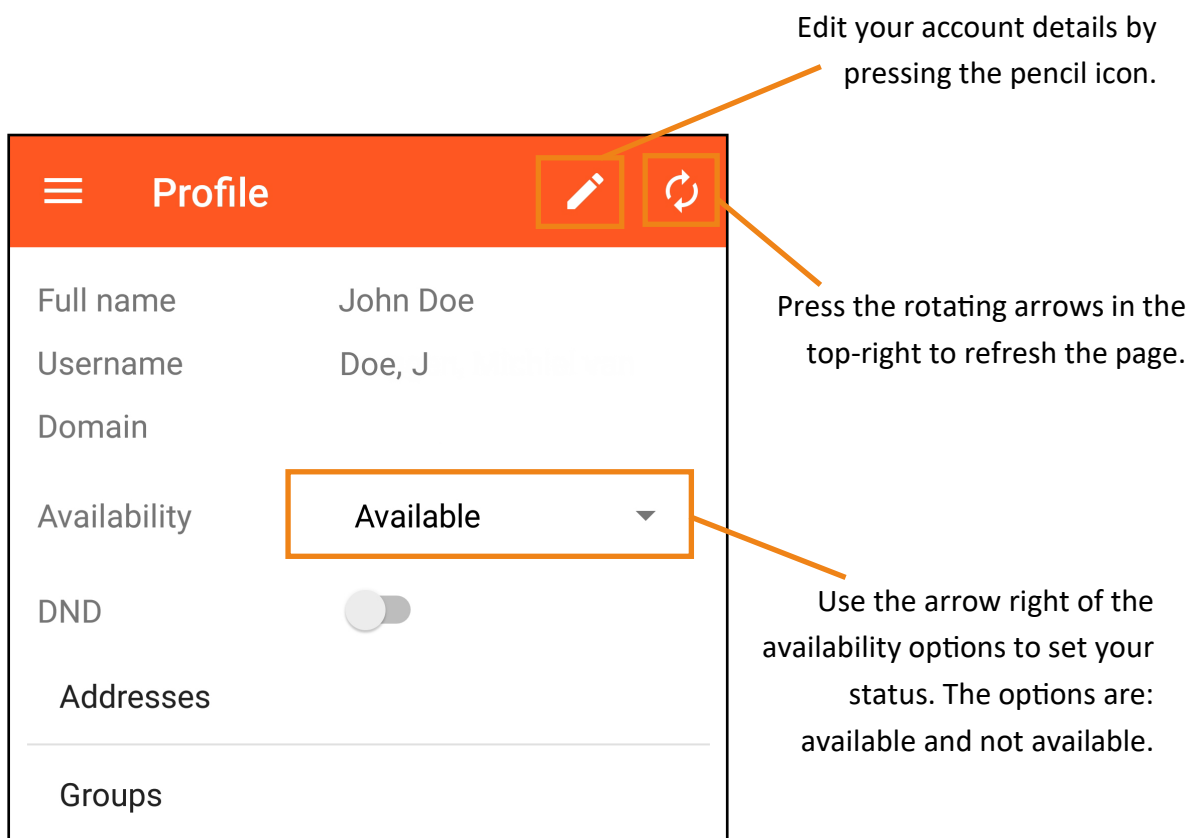 Edit your account details by
pressing the pencil icon.
Profile
Full name John Doe
Press the rotating arrows in the
top-right to refresh the page.
Username Doe, J
Domain
Availability Available
DND
Use the arrow right of the
availability options to set your
status. The options are:
available and not available.
Addresses
Groups